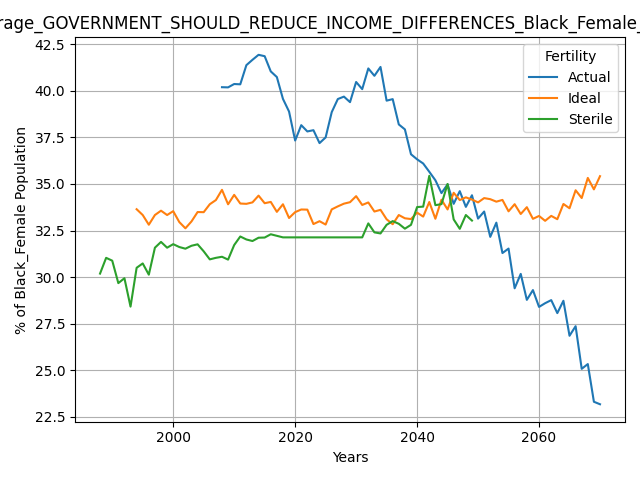 rage_GOVERNMENT_SHOULD_REDUCE_INCOME_DIFFERENCES_Black_Female_
Fertility
Actual
Ideal
Sterile
% of Black_Female Population
42.5
40.0
37.5
35.0
32.5
30.0
27.5
25.0
22.5
2000
2020
2040
2060
Years